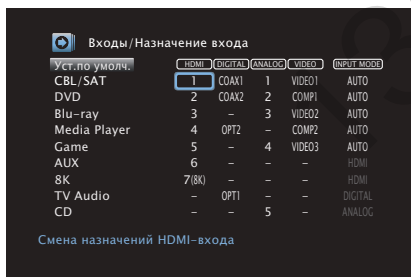 Входы/Назначение входа
Уст.по умолч. HDMI DIGITAL ANALOG VIDEO INPUT MODE
CBL/SAT 1 COAX1 1 VIDEO1 AUTO
DVD 2 COAX2 2 COMP1 AUTO
Blu-ray 3 – 3 VIDEO2 AUTO
Media Player 4 OPT2 – COMP2 AUTO
Game 5 – 4 VIDEO3 AUTO
AUX 6 – – – HDMI
8K 7(8K) – – – HDMI
TV Audio – OPT1 – – DIGITAL
CD – – 5 – ANALOG
Смена назначений HDMI-входа